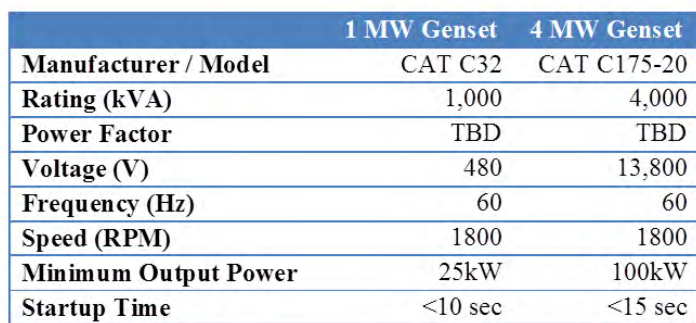 1 MW Genset 4 MW Genset
Manufacturer / Model CAT C32 CAT C175-20
Rating (kVA) 1,000 4,000
Power Factor TBD TBD
Voltage (V) 480 13,800
Frequency (Hz) 60 60
Speed (RPM) 1800 1800
Minimum Output Power 25kW 100kW
Startup Time <10 sec <15 sec